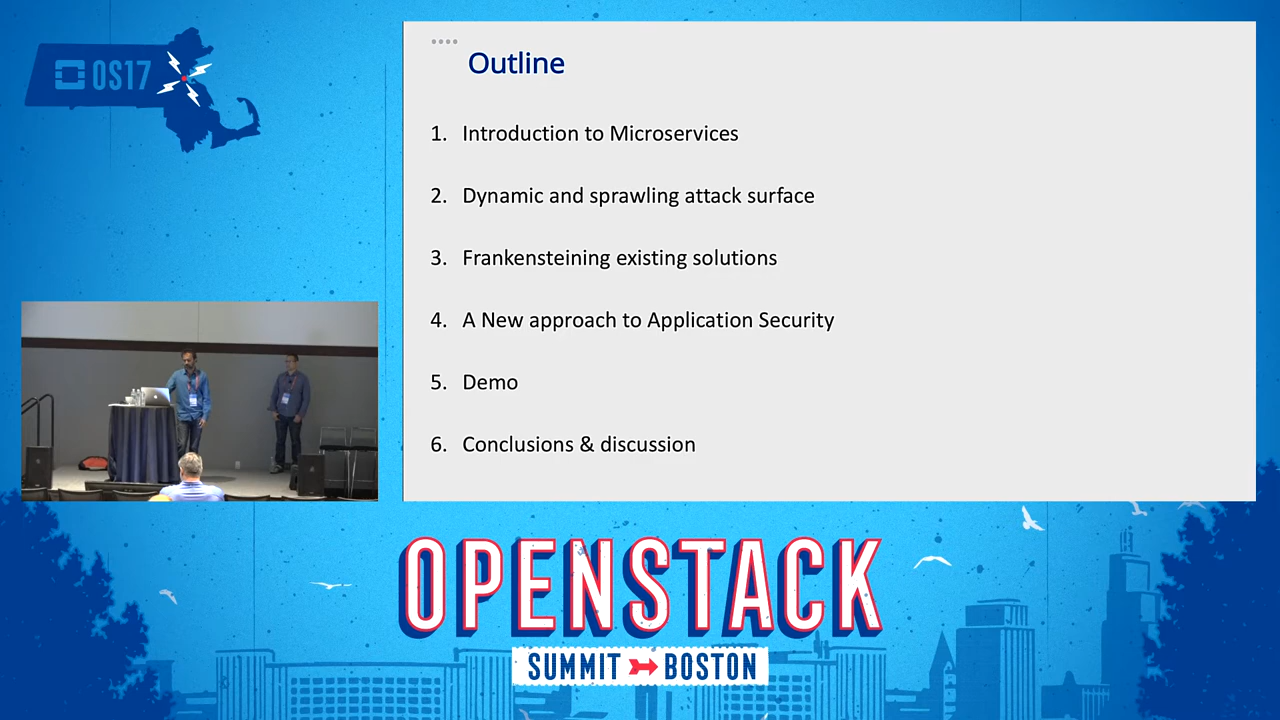 OS17
Outline
1. Introduction to Microservices
2. Dynamic and sprawling attack surface
3. Frankensteining existing solutions
4. A New approach to Application Security
5. Demo
6. Conclusions & discussion
OPENSTACK
SUMMIT BOSTON